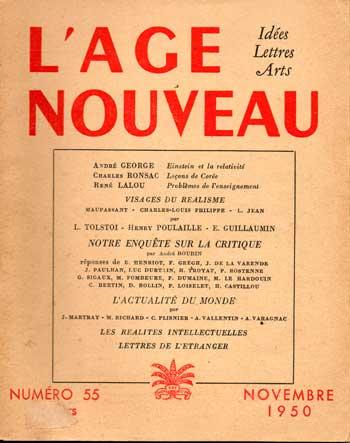 L'AGE
NOUVEAU
Idées
Lettres
Arts
ANDRÉ GEORGE Einstein et la relativité
CHARLES RONSAC Leçons de Corée
RENÉ LALOU Problèmes de l'enseignement
VISAGES DU REALISME
MAUPASSANT - CHARLES-LOUIS PHILIPPE - L. JEAN
par
L. TOLSTOI - HENRY POULAILLE - E. GUILLAUMIN
NOTRE ENQUÊTE SUR LA CRITIQUE
par André BOURIN
réponses de E. HENRIOT, F. GREGH, J. DE LA VARENDE
J. PAULHAN, LUC DURTAIN, H. TROYAT, P. HOSTENNE
G. SIGAUX, M. FOMBEURE, P. DUMAINE, M. LE HARDOUIN
C. BERTIN, D. ROLLIN, P. LOISELET, H. CASTILLOU
L'ACTUALITÉ DU MONDE
par
J. MARTRAY - W. RICHARD - C. PLISNIER - A. VALLENTIN - A. VARAGNAC
LES REALITES INTELLECTUELLES
LETTRES DE L'ETRANGER
NUMÉRO 55
NOVEMBRE
1950